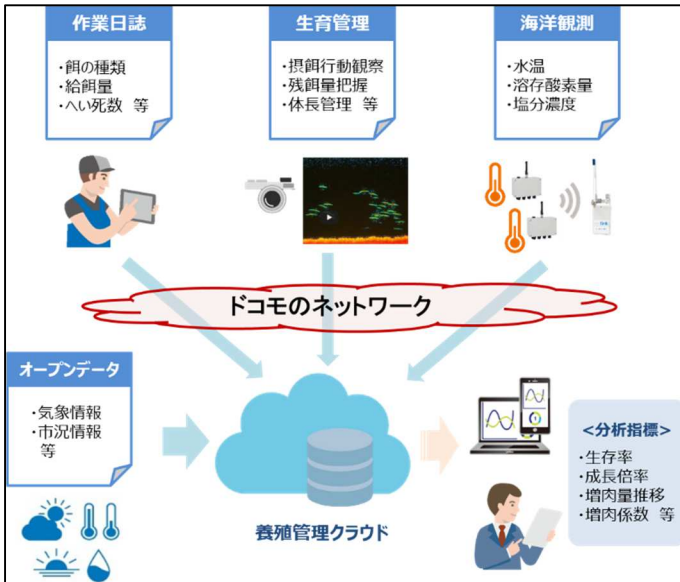 作業日誌
・餌の種類
・給餌量
・へい死数 等
生育管理
・摂餌行動観察
・残餌量把握
・体長管理 等
海洋観測
・水温
・溶存酸素量
・塩分濃度
ドコモのネットワーク
オープンデータ
・気象情報
・市況情報
等
養殖管理クラウド
<分析指標>
・生存率
・成長倍率
・増肉量推移
・増肉係数 等